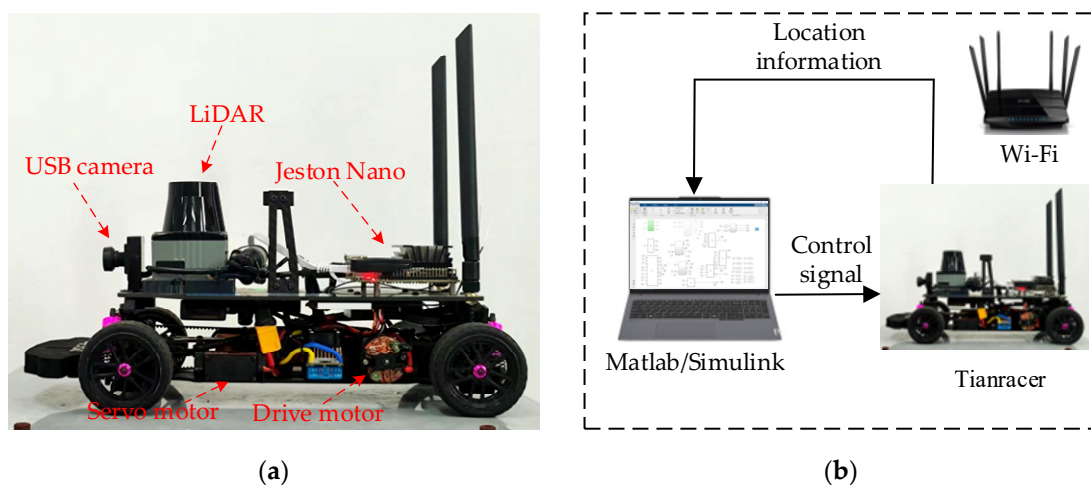 LiDAR
USB camera
Jeston Nano
Servo motor
Drive motor
(a)
Location
information
Wi-Fi
Control
signal
Matlab/Simulink
Tianracer
(b)